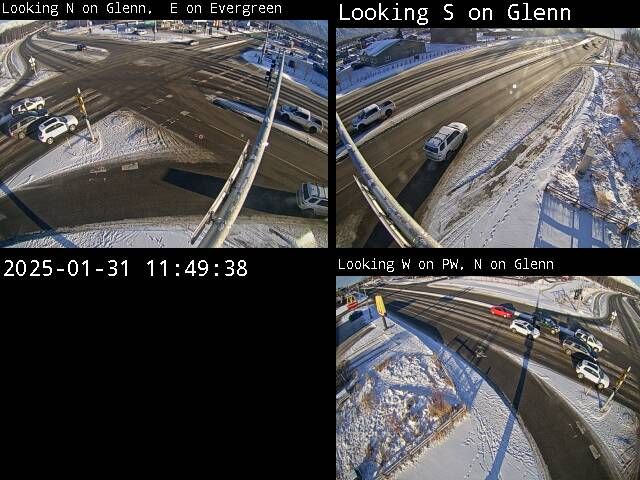 Looking N on Glenn,  E on Evergreen
Looking S on Glenn
2025-01-31 11:49:38
Looking W on PW, N on Glenn